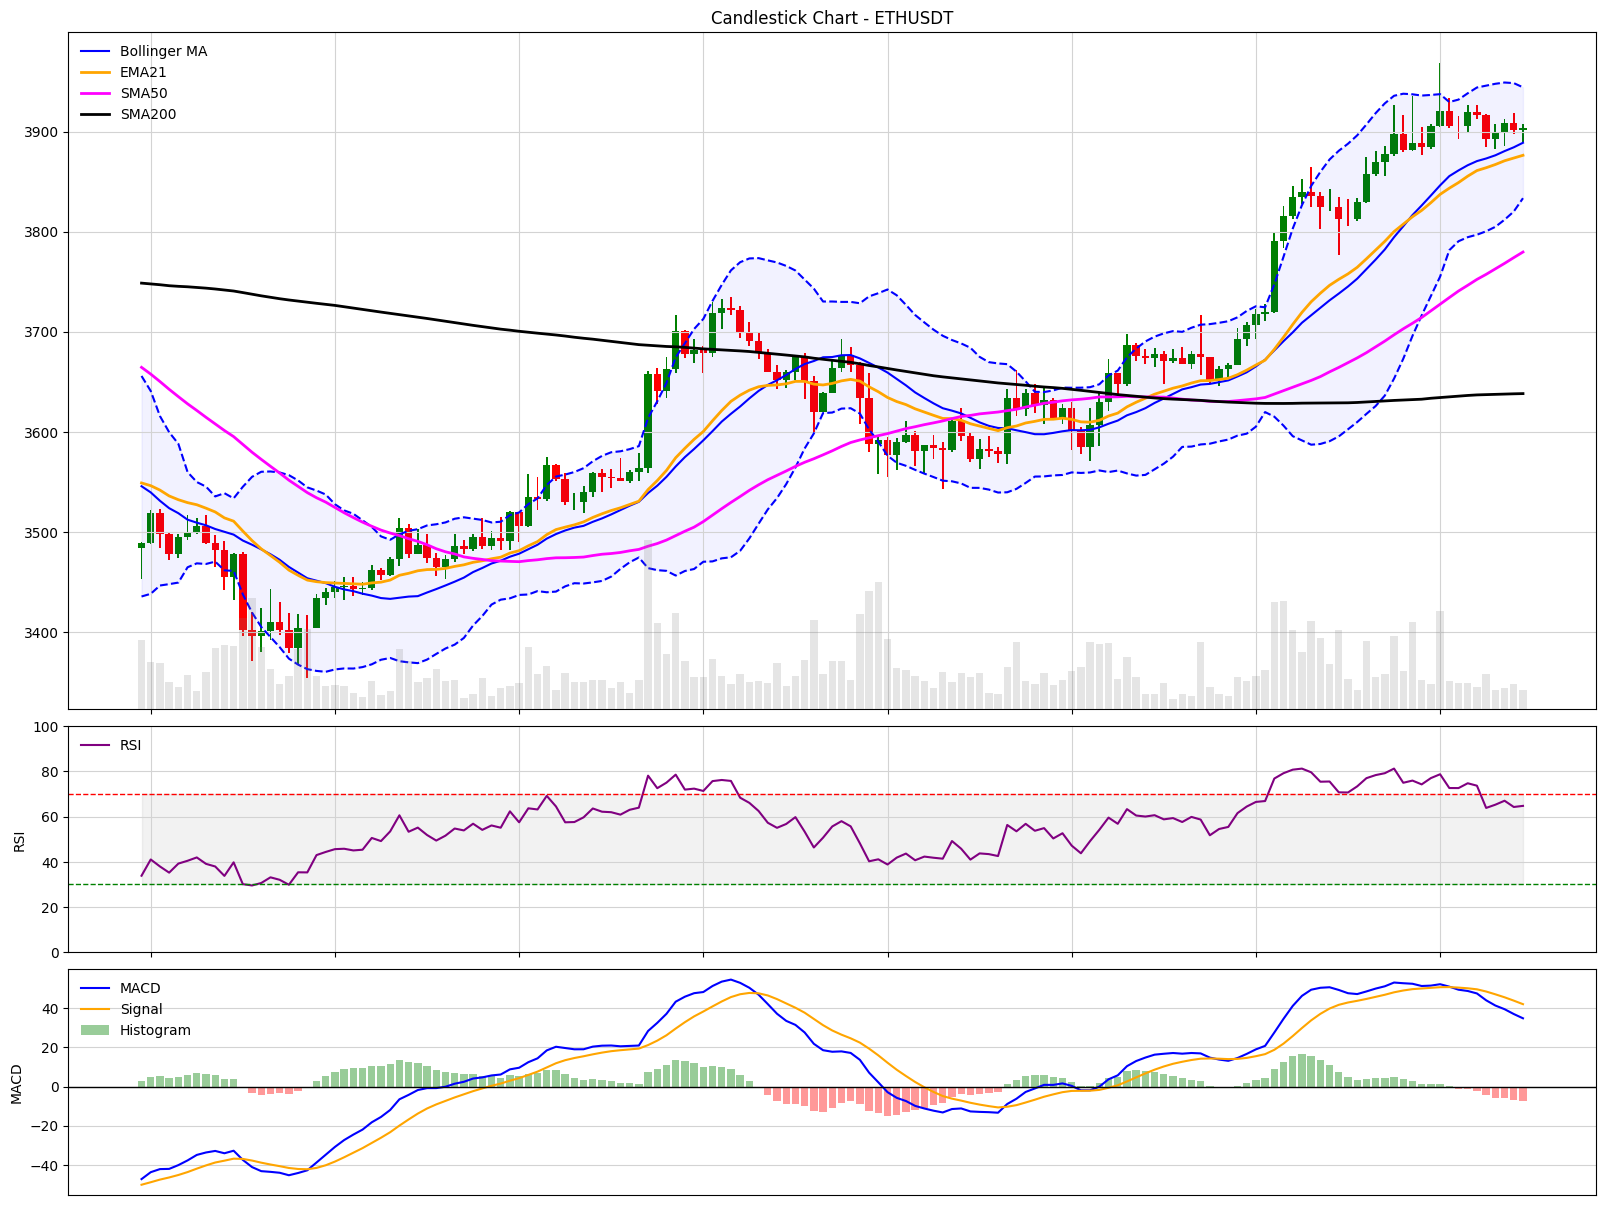 Candlestick Chart - ETHUSDT
Bollinger MA
EMA21
SMA50
SMA200
3900
3800
3700
3600
3500
3400
RSI
100
80
60
40
20
0
RSI
MACD
Signal
Histogram
40
20
0
−20
−40
MACD